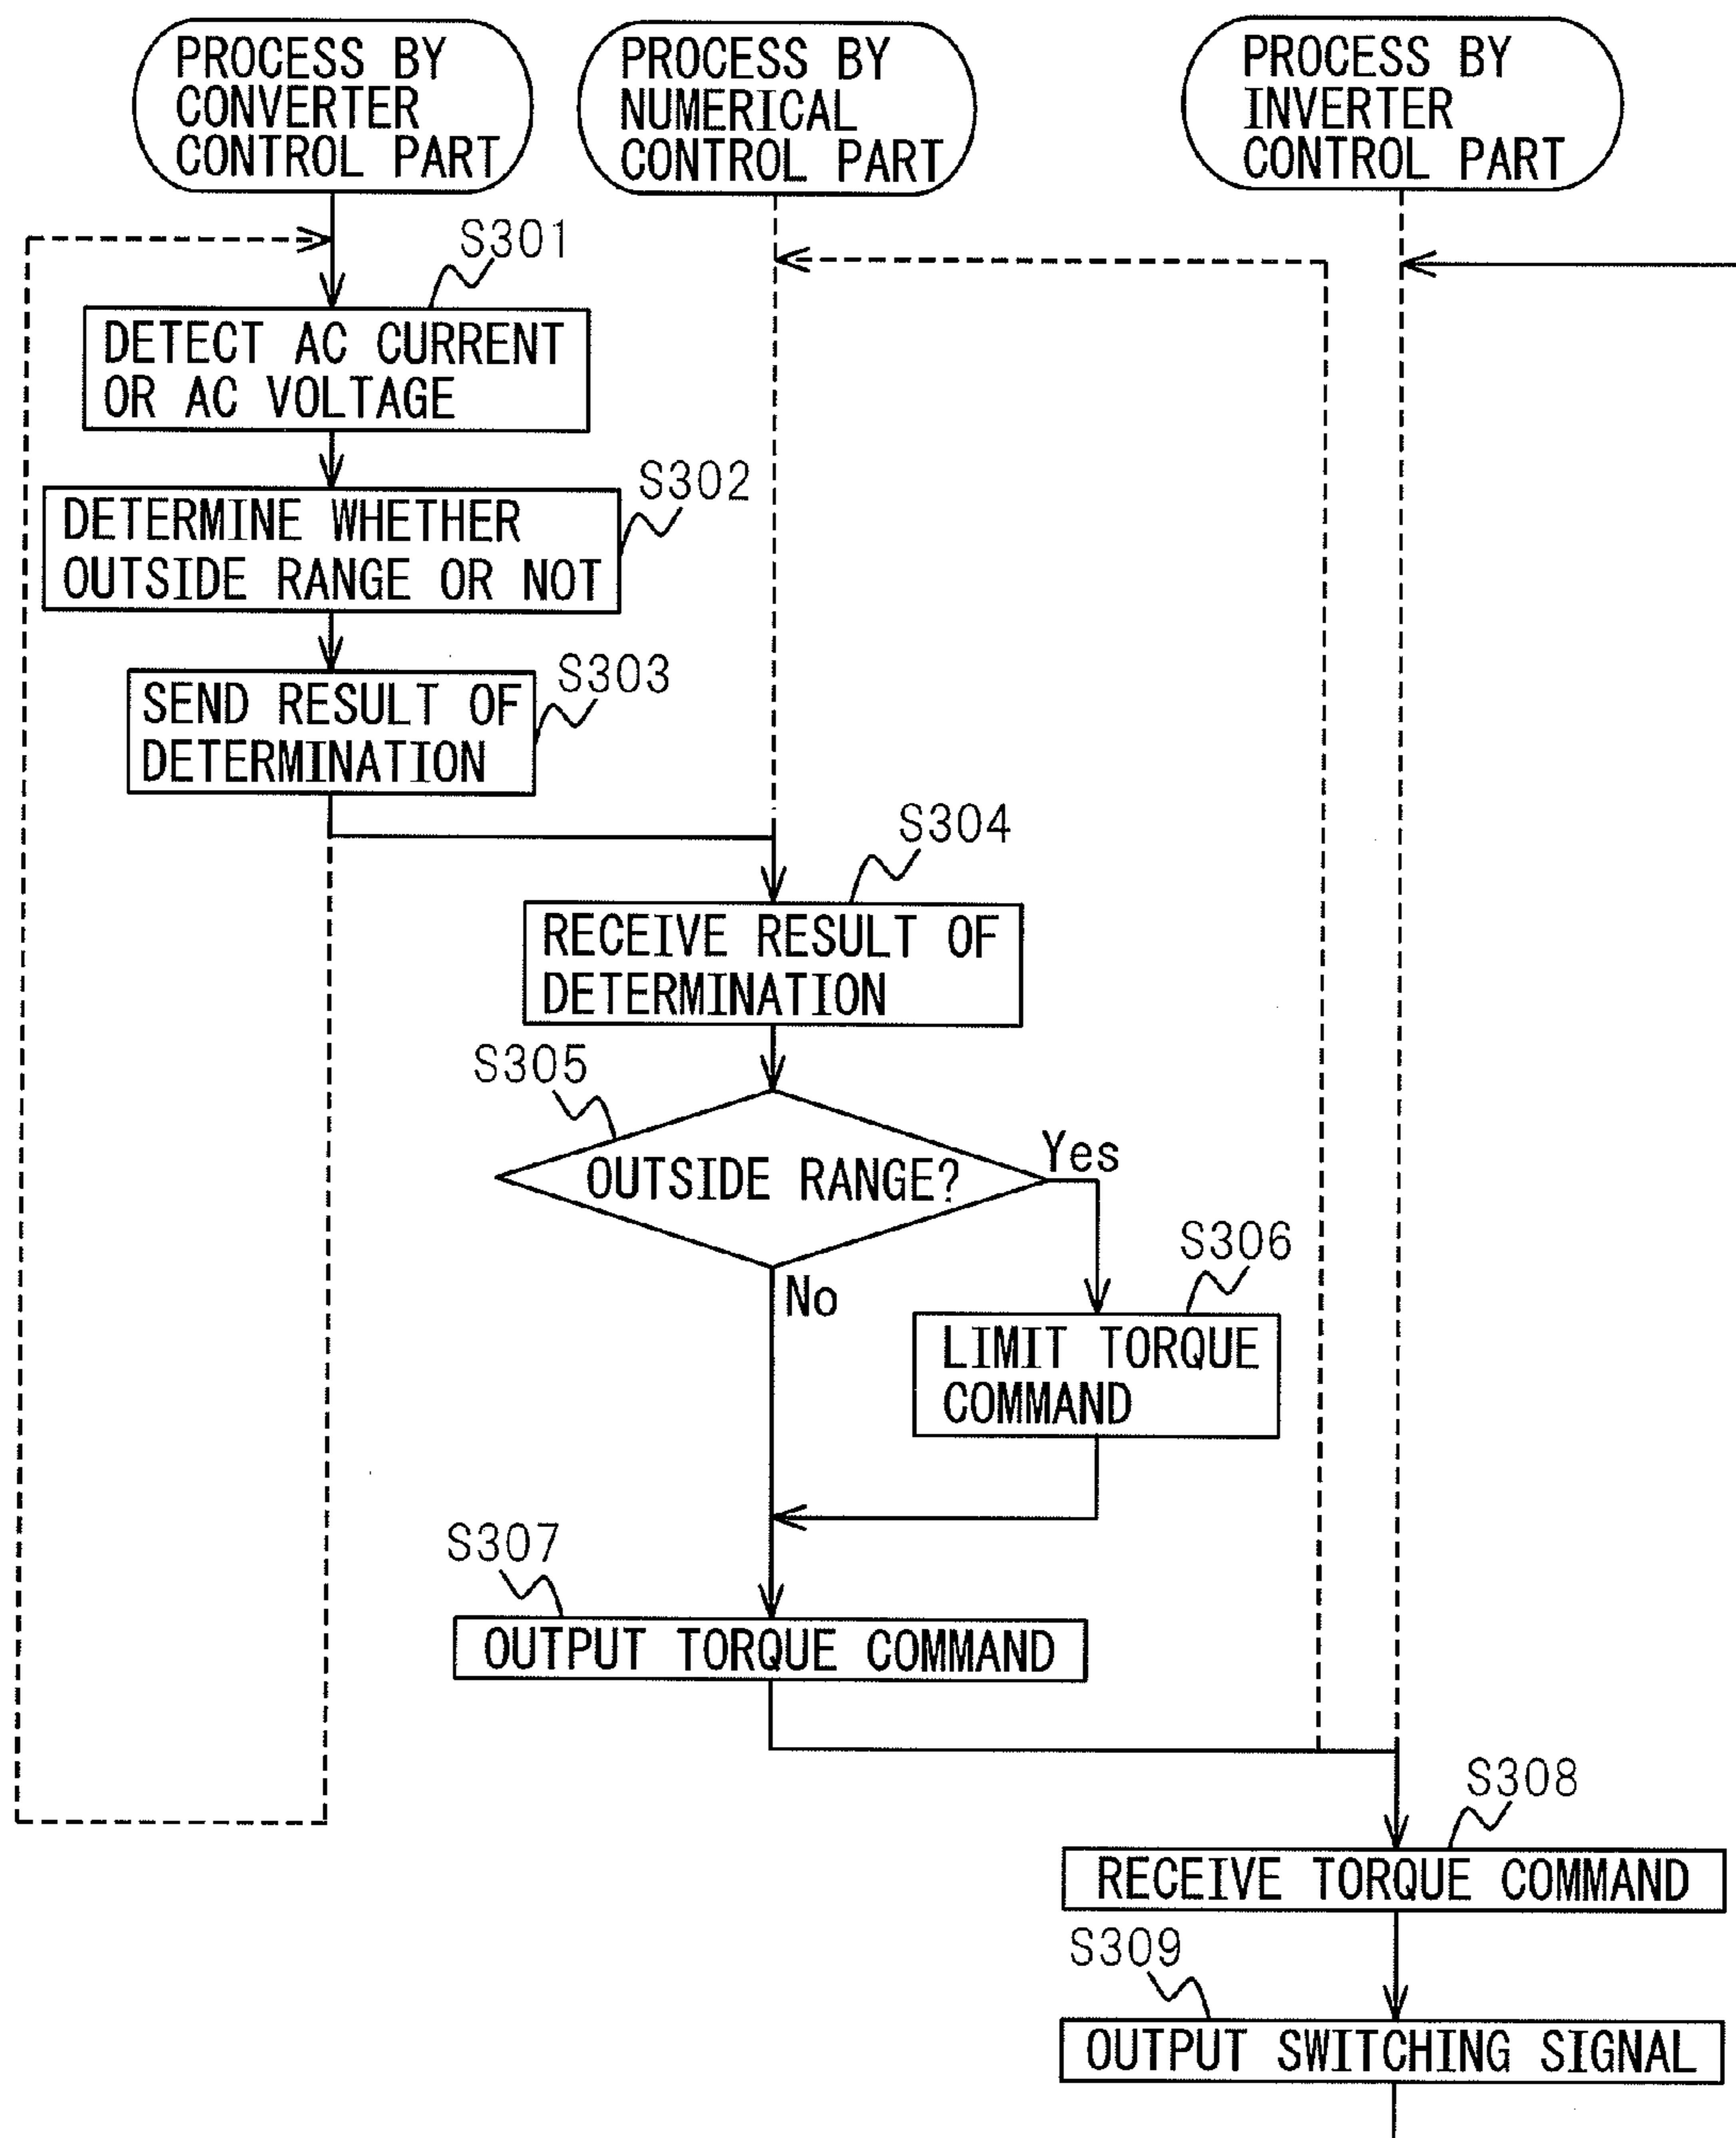 PROCESS BY
CONVERTER
CONTROL PART
PROCESS BY
NUMERICAL
CONTROL PART
PROCESS BY
INVERTER
CONTROL PART
S301
DETECT AC CURRENT
OR AC VOLTAGE
S302
DETERMINE WHETHER
OUTSIDE RANGE OR NOT
S303
SEND RESULT OF
DETERMINATION
S304
RECEIVE RESULT OF
DETERMINATION
S305
OUTSIDE RANGE?
Yes
No
S306
LIMIT TORQUE
COMMAND
S307
OUTPUT TORQUE COMMAND
S308
RECEIVE TORQUE COMMAND
S309
OUTPUT SWITCHING SIGNAL